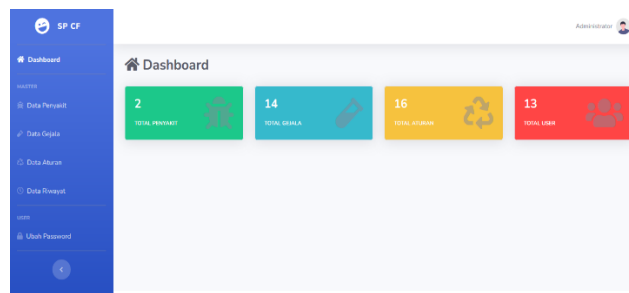 SP CF
Administrator
Dashboard
MASTER
Data Penyakit
Data Gejala
Data Aturan
Data Riwayat
USER
Ubah Password
Dashboard
2
TOTAL PENYAKIT
14
TOTAL GEJALA
16
TOTAL ATURAN
13
TOTAL USER